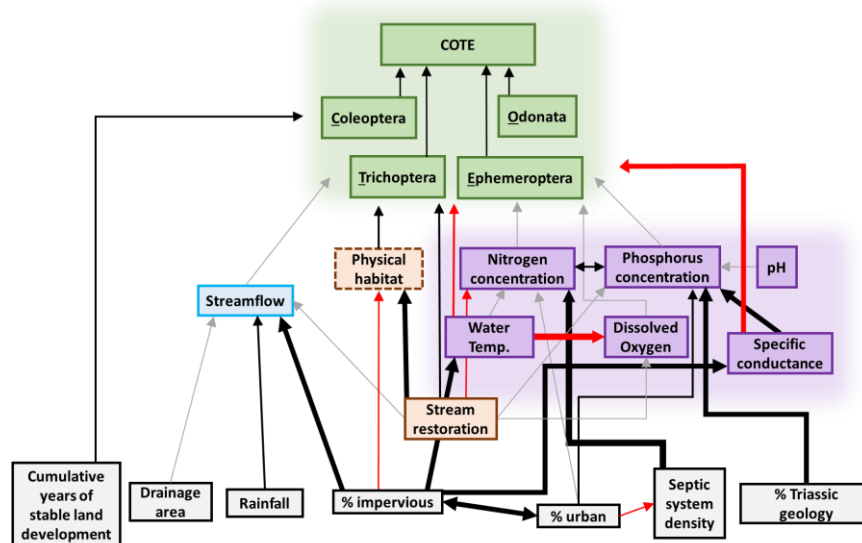 COTE
Coleoptera
Odonata
Trichoptera
Ephemeroptera
Physical
habitat
Nitrogen
concentration
Phosphorus
concentration
pH
Streamflow
Water
Temp.
Dissolved
Oxygen
Specific
conductance
Stream
restoration
Cumulative
years of
stable land
development
Drainage
area
Rainfall
% impervious
% urban
Septic
system
density
% Triassic
geology